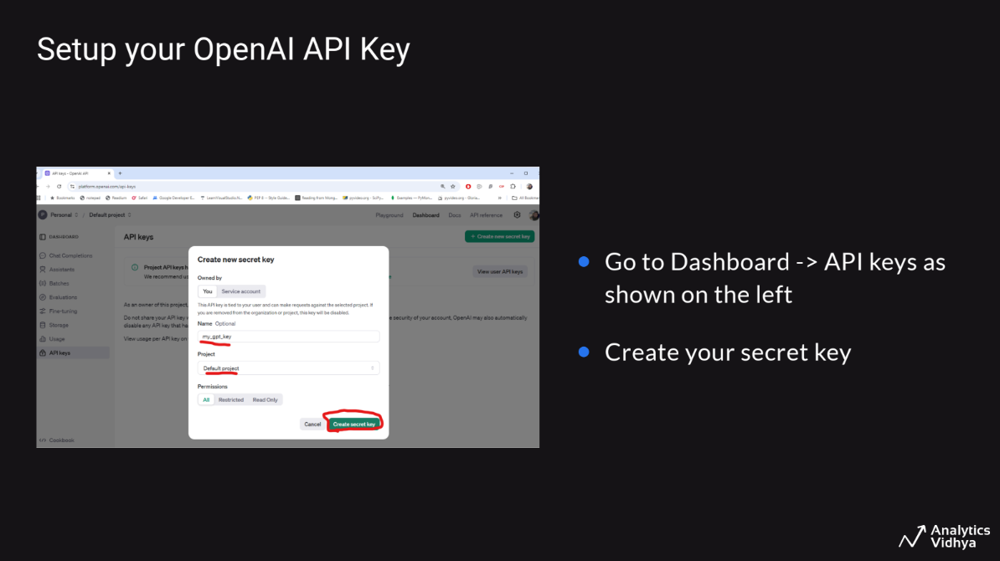 Setup your OpenAI API Key
API keys - OpenAI API
platform.openai.com/api-keys
Bookmarks notepad Readium Safari Google Developer S... LearnVisualStudio.N... PEP 8 -- Style Guide... Reading from Mong... pyvideo.org - SciPy... Examples — PyMon... pyvideo.org - Disna... » All Bookmar
P Personal / Default project
Playground Dashboard Docs API reference
DASHBOARD
Chat Completions
Assistants
Batches
Evaluations
Fine-tuning
Storage
Usage
API keys
Cookbook
API keys
+ Create new secret key
Project API keys h
We recommend us
View user API keys
As an owner of this project,
Do not share your API key
e security of your account, OpenAI may also automatically
disable any API key that ha
View usage per API key on
Create new secret key
Owned by
You Service account
This API key is tied to your user and can make requests against the selected project. If
you are removed from the organization or project, this key will be disabled.
Name Optional
my_gpt_key
Project
Default project
Permissions
All Restricted Read Only
Cancel Create secret key
Go to Dashboard -> API keys as
shown on the left
Create your secret key
Analytics
Vidhya